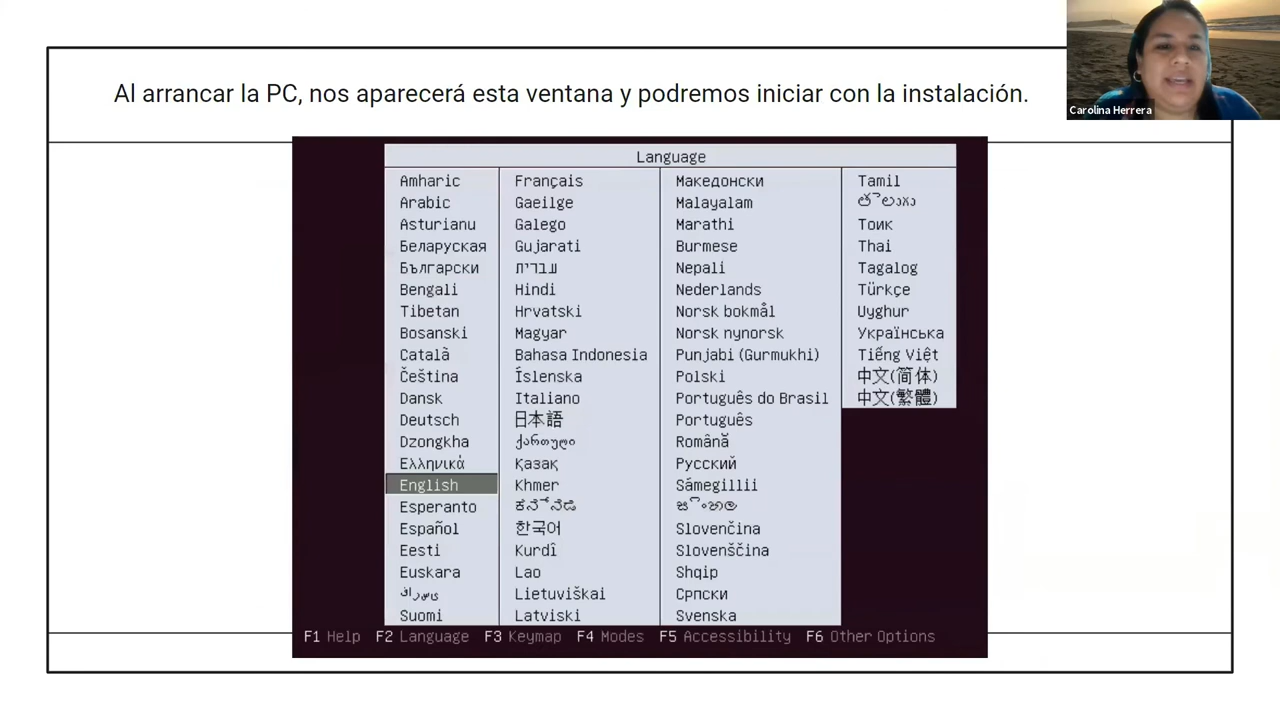 Al arrancar la PC, nos aparecerá esta ventana y podremos iniciar con la instalación.
Carolina Herrera
Language
Amharic
Arabic
Asturianu
Беларуская
Български
Bengali
Tibetan
Bosanski
Català
Čeština
Dansk
Deutsch
Dzongkha
Ελληνικά
English
Esperanto
Español
Eesti
Euskara
Suomi
Français
Gaeilge
Galego
Gujarati
עברית
Hindi
Hrvatski
Magyar
Bahasa Indonesia
Íslenska
Italiano
日本語
ქართული
Қазақ
Khmer
ಕನ್ನಡ
한국어
Kurdî
Lao
Lietuviškai
Latviski
Македонски
Malayalam
Marathi
Burmese
Nepali
Nederlands
Norsk bokmål
Norsk nynorsk
Punjabi (Gurmukhi)
Polski
Português do Brasil
Português
Română
Русский
Sámegillii
සිංහල
Slovenčina
Slovenščina
Shqip
Српски
Svenska
Tamil
తెలుగు
Тоик
Thai
Tagalog
Türkçe
Uyghur
Українська
Tiếng Việt
中文(简体)
中文(繁體)
F1 Help F2 Language F3 Keymap F4 Modes F5 Accessibility F6 Other Options